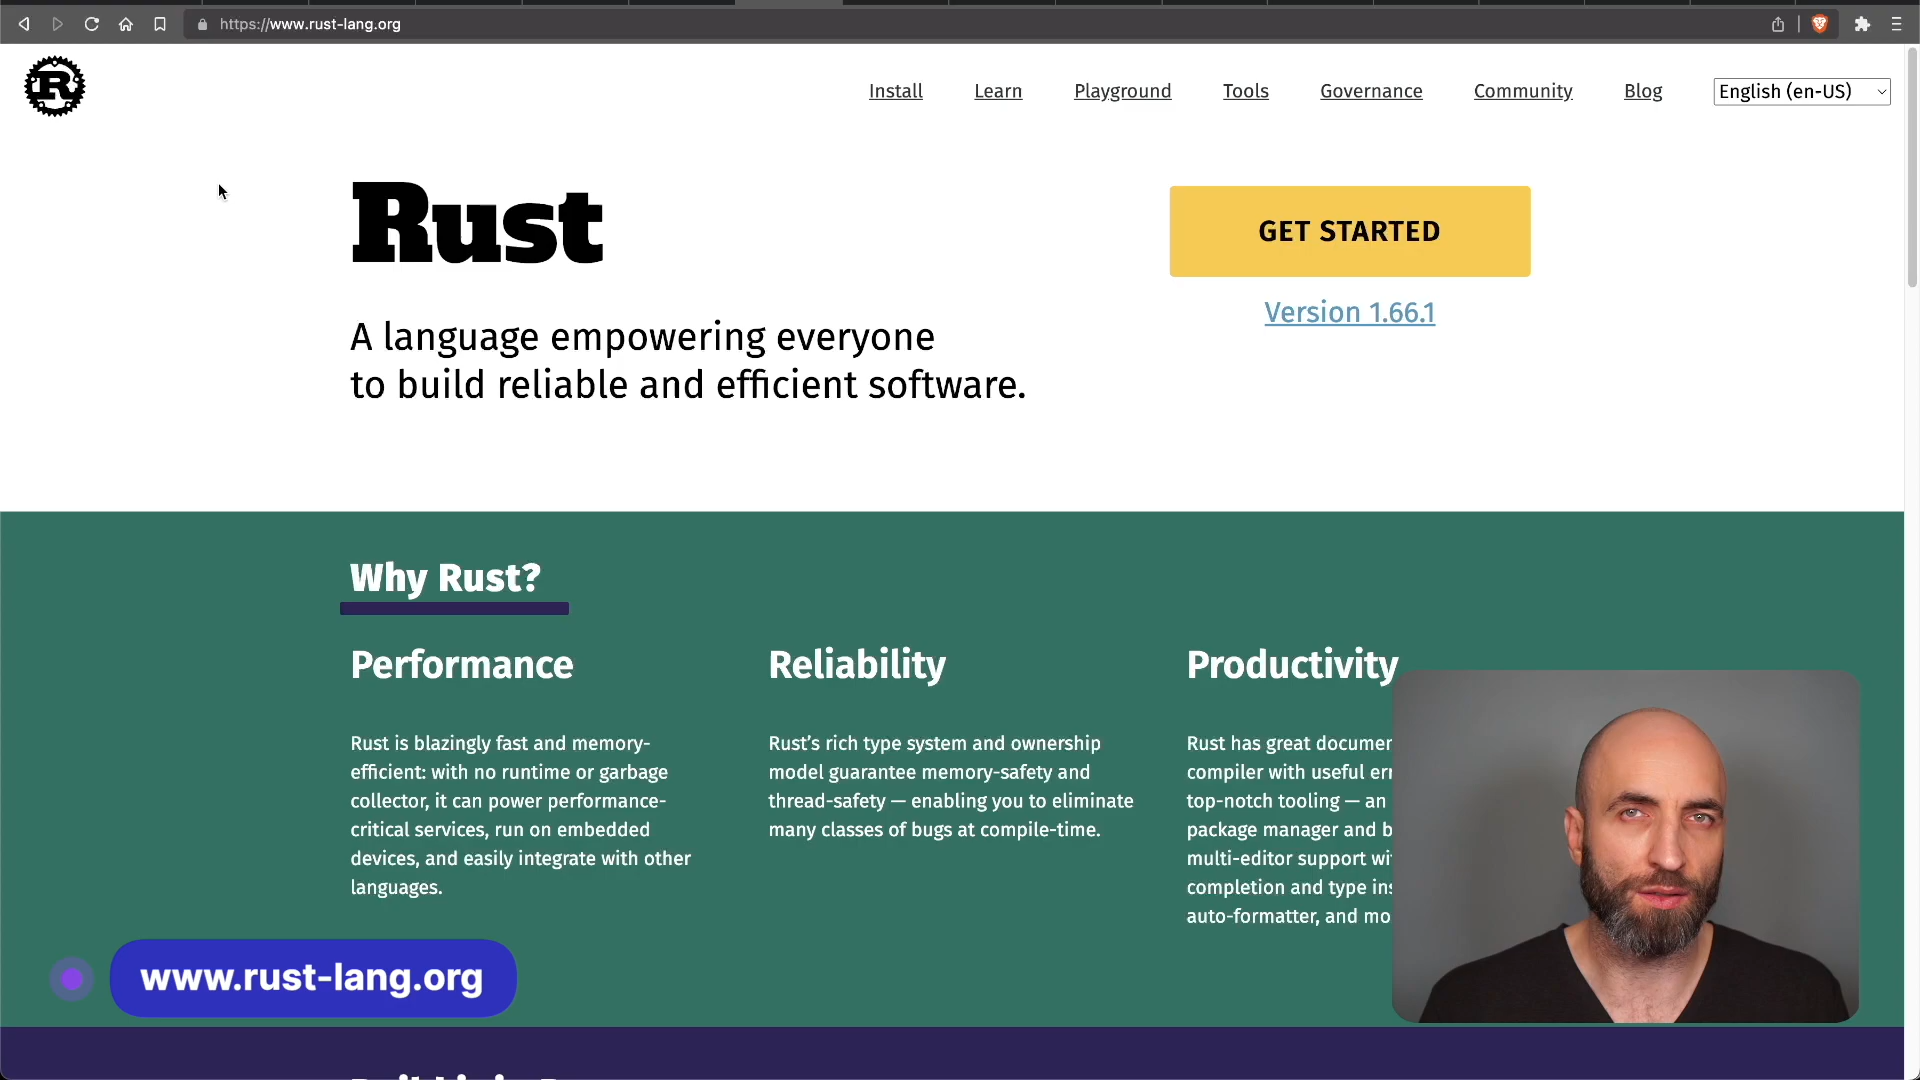 https://www.rust-lang.org
R
Install Learn Playground Tools Governance Community Blog English (en-US)
Rust
GET STARTED
Version 1.66.1
A language empowering everyone
to build reliable and efficient software.
Why Rust?
Performance
Rust is blazingly fast and memory-
efficient: with no runtime or garbage
collector, it can power performance-
critical services, run on embedded
devices, and easily integrate with other
languages.
Reliability
Rust’s rich type system and ownership
model guarantee memory-safety and
thread-safety — enabling you to eliminate
many classes of bugs at compile-time.
Productivity
Rust has great
compiler with useful
top-notch tooling — an
package manager and
multi-editor support
completion and type
auto-formatter, and
www.rust-lang.org